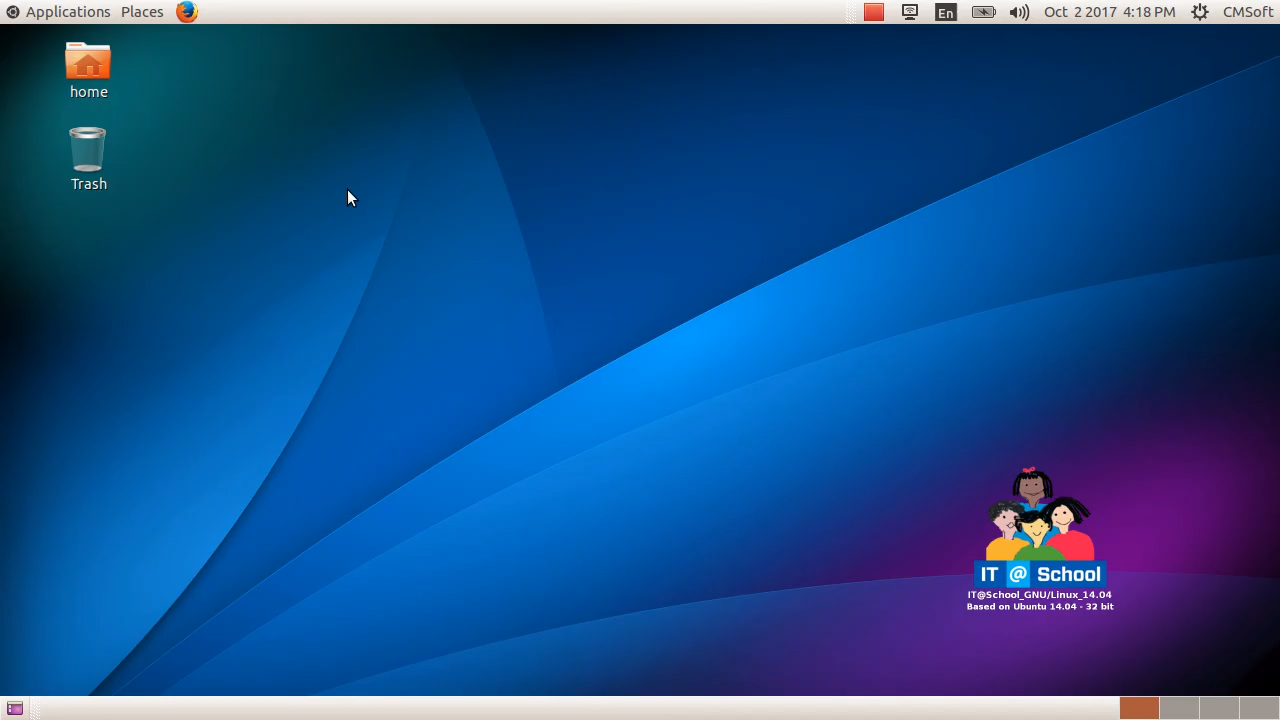 Applications Places
En
Oct 2 2017 4:18 PM
CMSoft
home
Trash
IT @ School
IT@School_GNU/Linux_14.04
Based on Ubuntu 14.04 - 32 bit